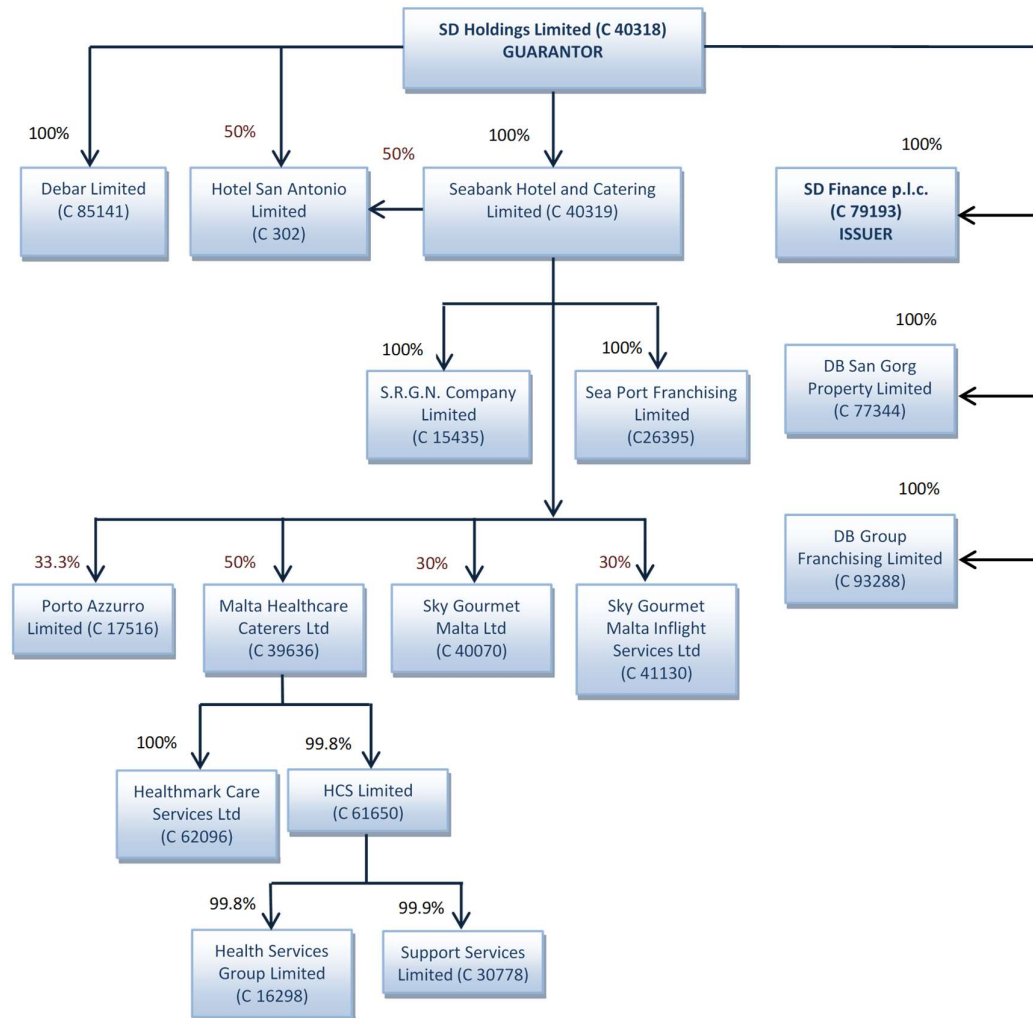 SD Holdings Limited (C 40318)
GUARANTOR
100%
50%
100%
50%
100%
Debar Limited
(C 85141)
Hotel San Antonio
Limited
(C 302)
Seabank Hotel and Catering
Limited (C 40319)
SD Finance p.l.c.
(C 79193)
ISSUER
100%
100%
100%
S.R.G.N. Company
Limited
(C 15435)
Sea Port Franchising
Limited
(C26395)
DB San Gorg
Property Limited
(C 77344)
100%
33.3%
50%
30%
30%
Porto Azzurro
Limited (C 17516)
Malta Healthcare
Caterers Ltd
(C 39636)
Sky Gourmet
Malta Ltd
(C 40070)
Sky Gourmet
Malta Inflight
Services Ltd
(C 41130)
DB Group
Franchising Limited
(C 93288)
100%
99.8%
Healthmark Care
Services Ltd
(C 62096)
HCS Limited
(C 61650)
99.8%
99.9%
Health Services
Group Limited
(C 16298)
Support Services
Limited (C 30778)